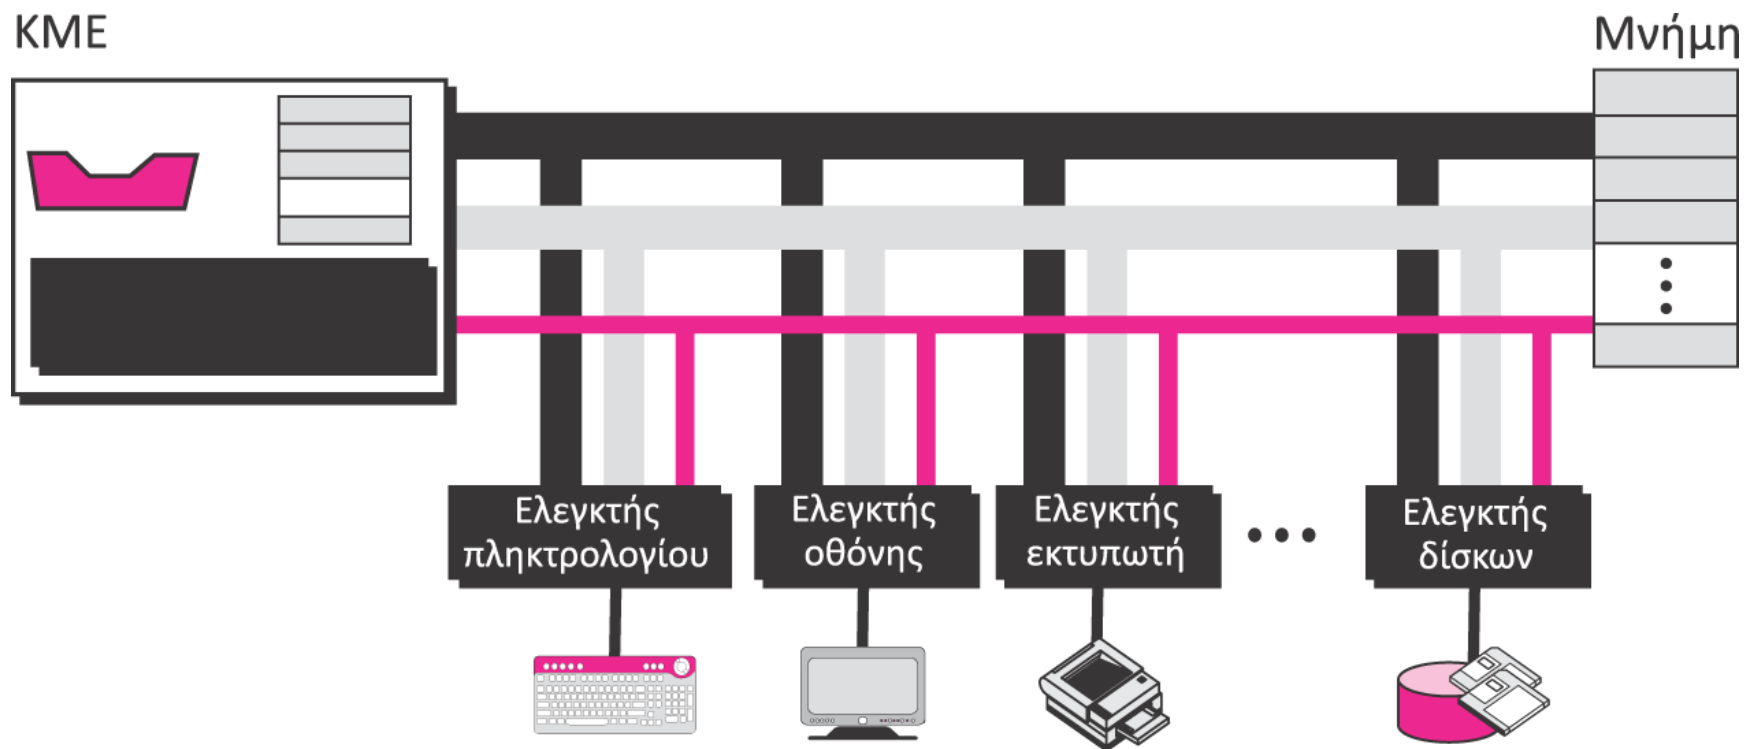 ΚΜΕ
Μνήμη
Ελεγκτής
πληκτρολογίου
Ελεγκτής
οθόνης
Ελεγκτής
εκτυπωτή
Ελεγκτής
δίσκων